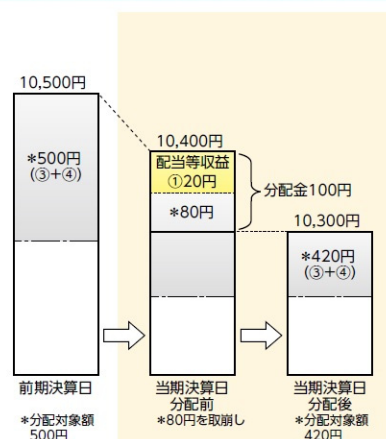 10,500円
*500円
(③+④)
10,400円
配当等収益
①20円
*80円
分配金100円
10,300円
*420円
(③+④)
前期決算日
*分配対象額
500円
当期決算日
分配前
*80円を取崩し
当期決算日
分配後
*分配対象額
420円